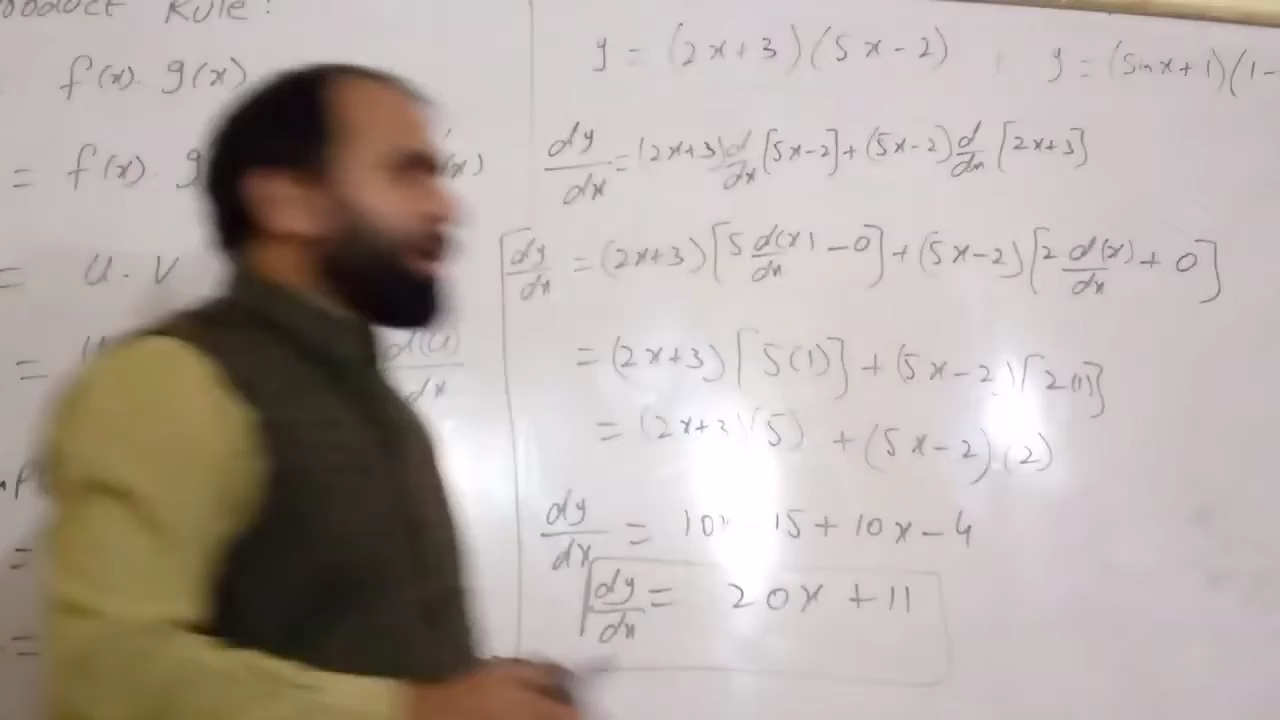 Rule:
f(x). g(x)
= f(x). g
= u. v
=
d(u)
dx
=
=
y = (2x+3)(5x-2)
y = (sinx+1)(1-
dy/dx = (2x+3) d/dx [5x-2] + (5x-2) d/dx [2x+3]
dy/dx = (2x+3) [5 d(x)/dx - 0] + (5x-2) [2 d(x)/dx + 0]
= (2x+3) [5(1)] + (5x-2) [2(1)]
= (2x+3)(5) + (5x-2)(2)
dy/dx = 10x 15 + 10x - 4
dy/dx = 20x + 11